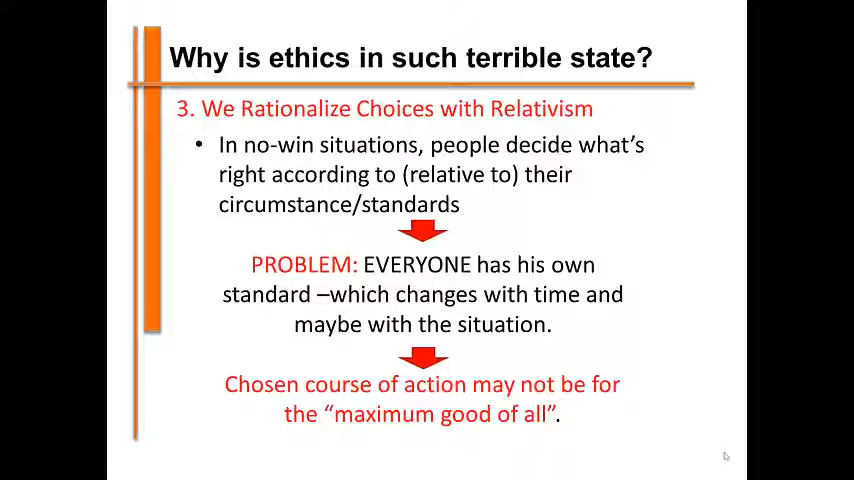 Why is ethics in such terrible state?
3. We Rationalize Choices with Relativism
• In no-win situations, people decide what's
right according to (relative to) their
circumstance/standards
PROBLEM: EVERYONE has his own
standard –which changes with time and
maybe with the situation.
Chosen course of action may not be for
the “maximum good of all”.